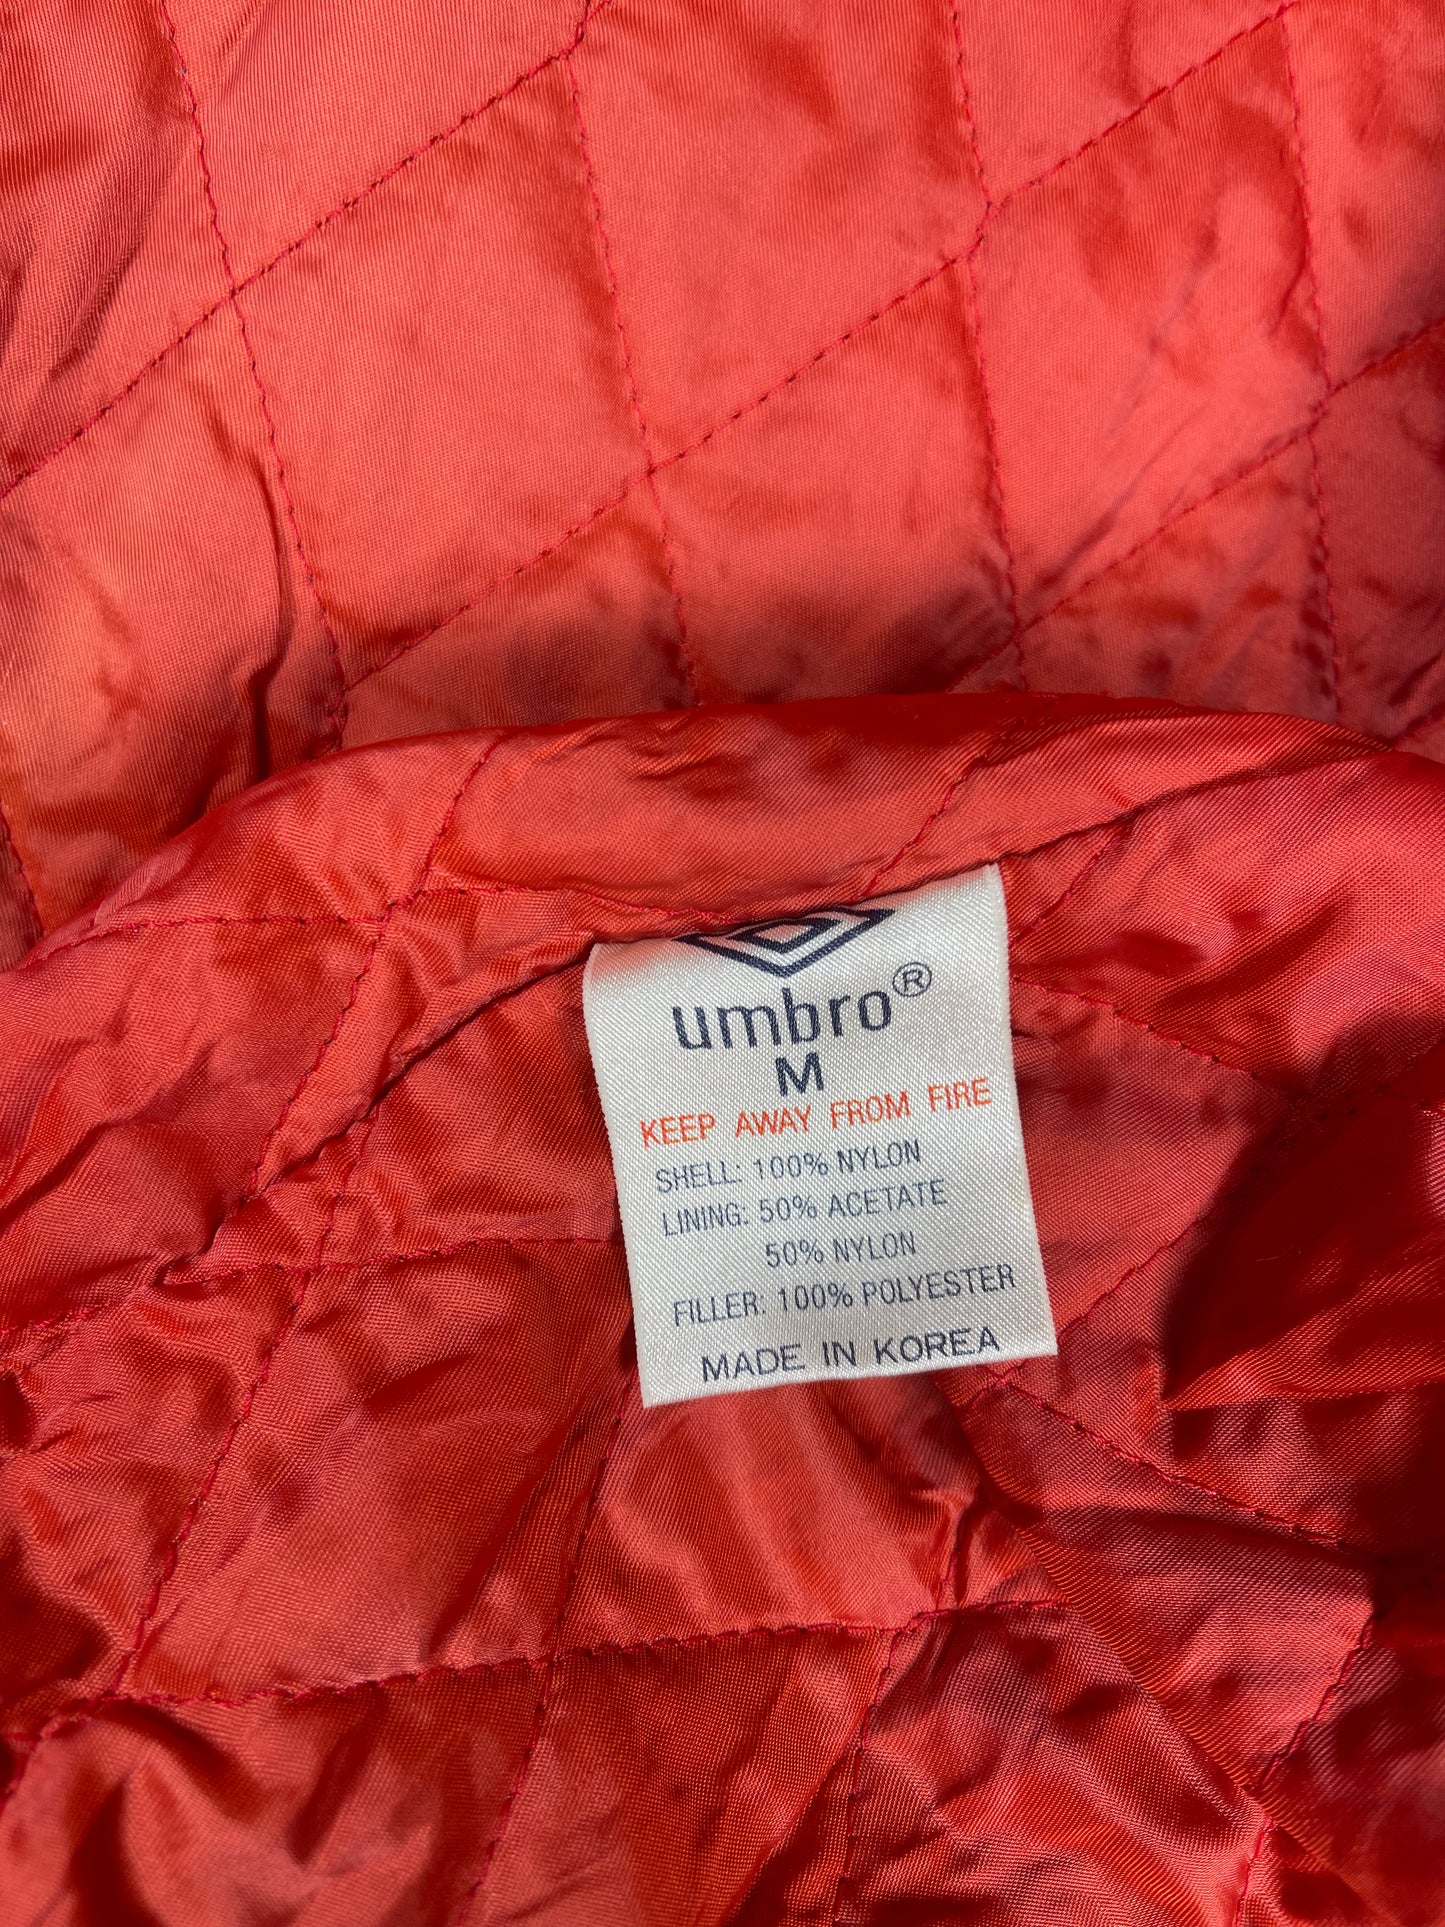 umbro®
M
KEEP AWAY FROM FIRE
SHELL: 100% NYLON
LINING: 50% ACETATE
50% NYLON
FILLER: 100% POLYESTER
MADE IN KOREA